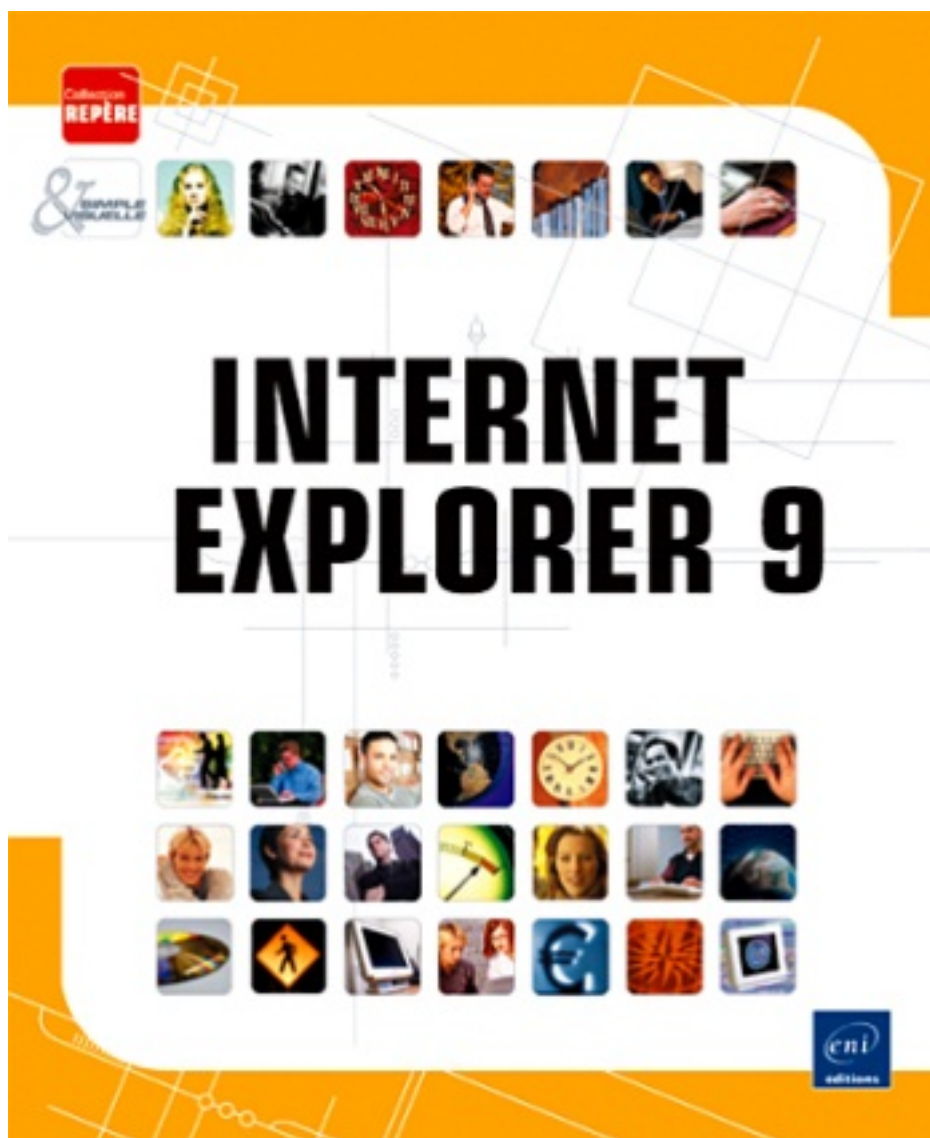 Collection
REPÈRE
&
SIMPLE
VISUELLE
INTERNET
EXPLORER 9
eni
editions